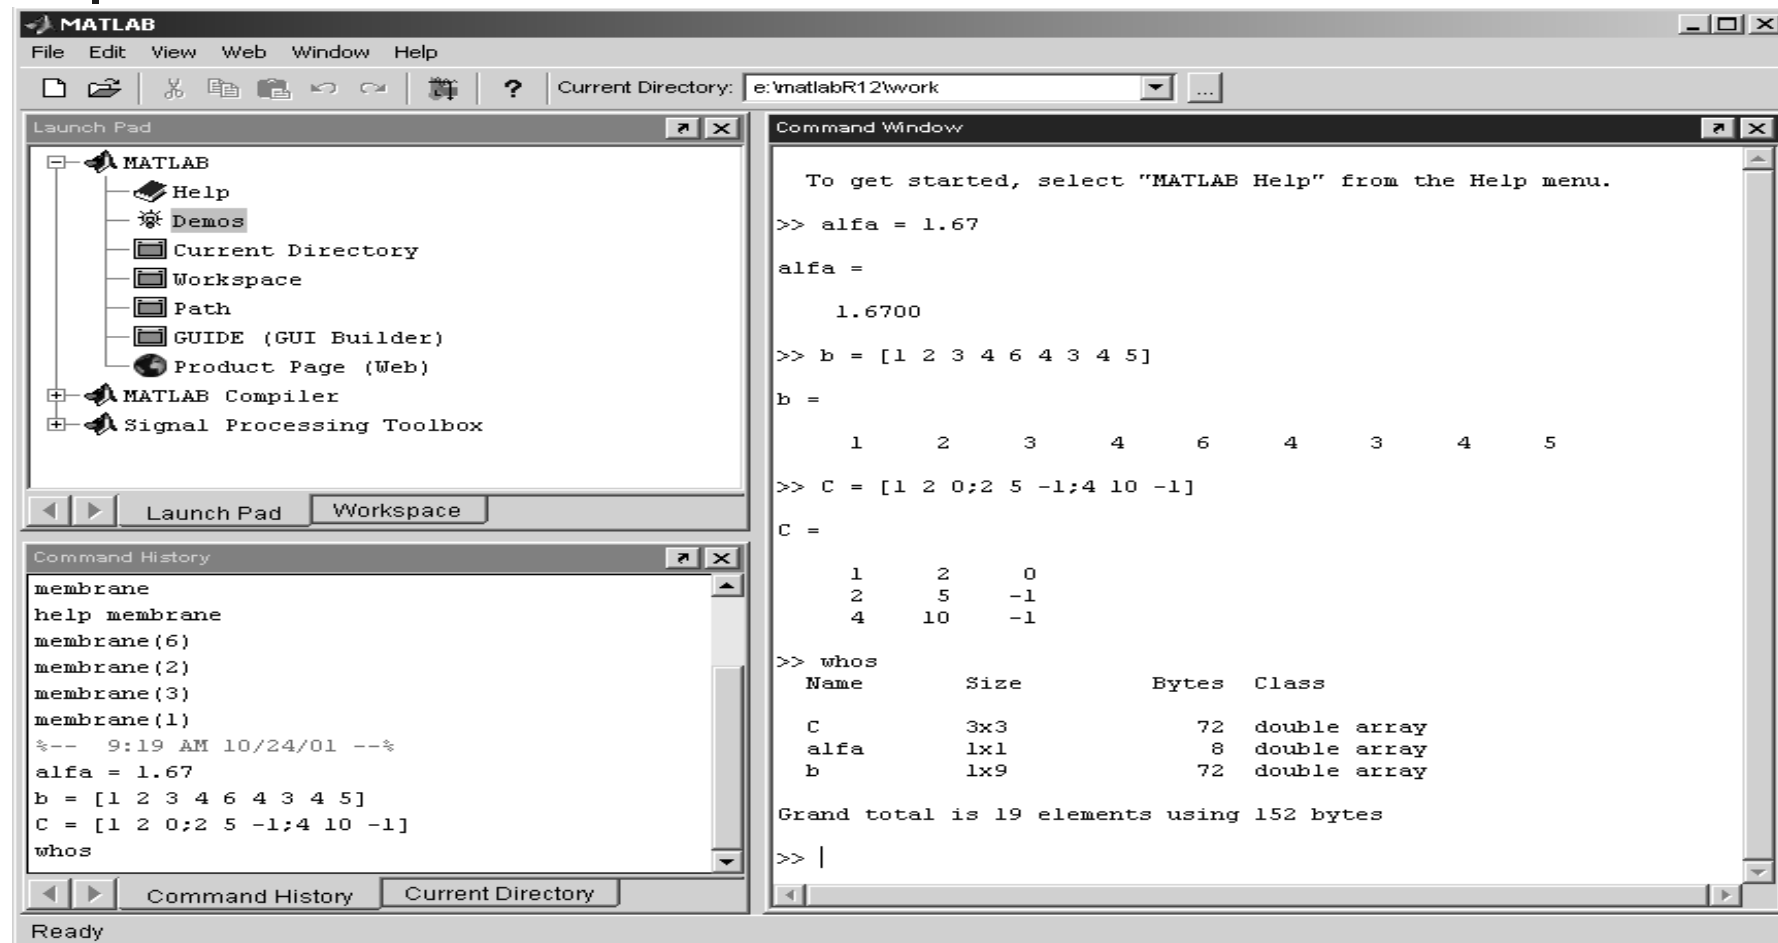 MATLAB
File Edit View Web Window Help
? Current Directory: e:\matlabR12\work ...
Launch Pad
MATLAB
Help
Demos
Current Directory
Workspace
Path
GUIDE (GUI Builder)
Product Page (Web)
MATLAB Compiler
Signal Processing Toolbox
Launch Pad Workspace
Command History
membrane
help membrane
membrane(6)
membrane(2)
membrane(3)
membrane(1)
%-- 9:19 AM 10/24/01 --%
alfa = 1.67
b = [1 2 3 4 6 4 3 4 5]
C = [1 2 0;2 5 -1;4 10 -1]
whos
Command History Current Directory
Command Window
To get started, select "MATLAB Help" from the Help menu.
>> alfa = 1.67
alfa =
1.6700
>> b = [1 2 3 4 6 4 3 4 5]
b =
1 2 3 4 6 4 3 4 5
>> C = [1 2 0;2 5 -1;4 10 -1]
C =
1 2 0
2 5 -1
4 10 -1
>> whos
Name Size Bytes Class
C 3x3 72 double array
alfa 1x1 8 double array
b 1x9 72 double array
Grand total is 19 elements using 152 bytes
>>
Ready